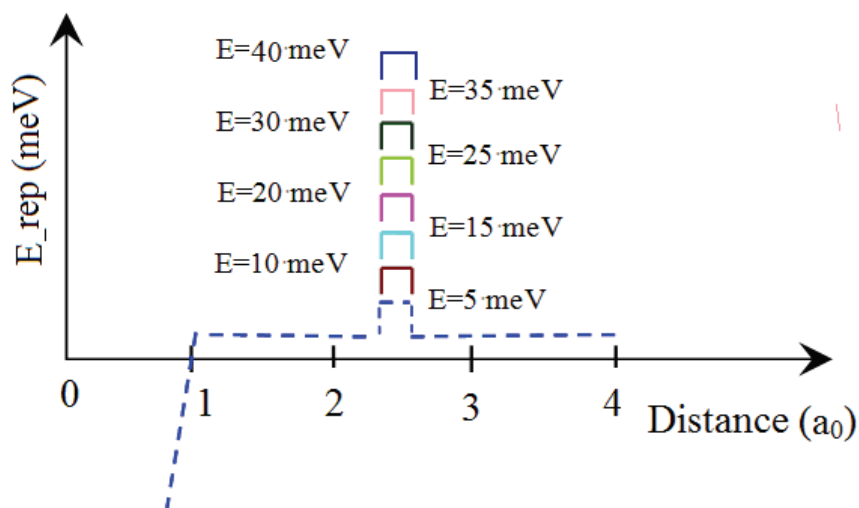 E=40 meV
E=35 meV
E=30 meV
E=25 meV
E=20 meV
E=15 meV
E=10 meV
E=5 meV
E_rep (meV)
0 1 2 3 4
Distance (a₀)